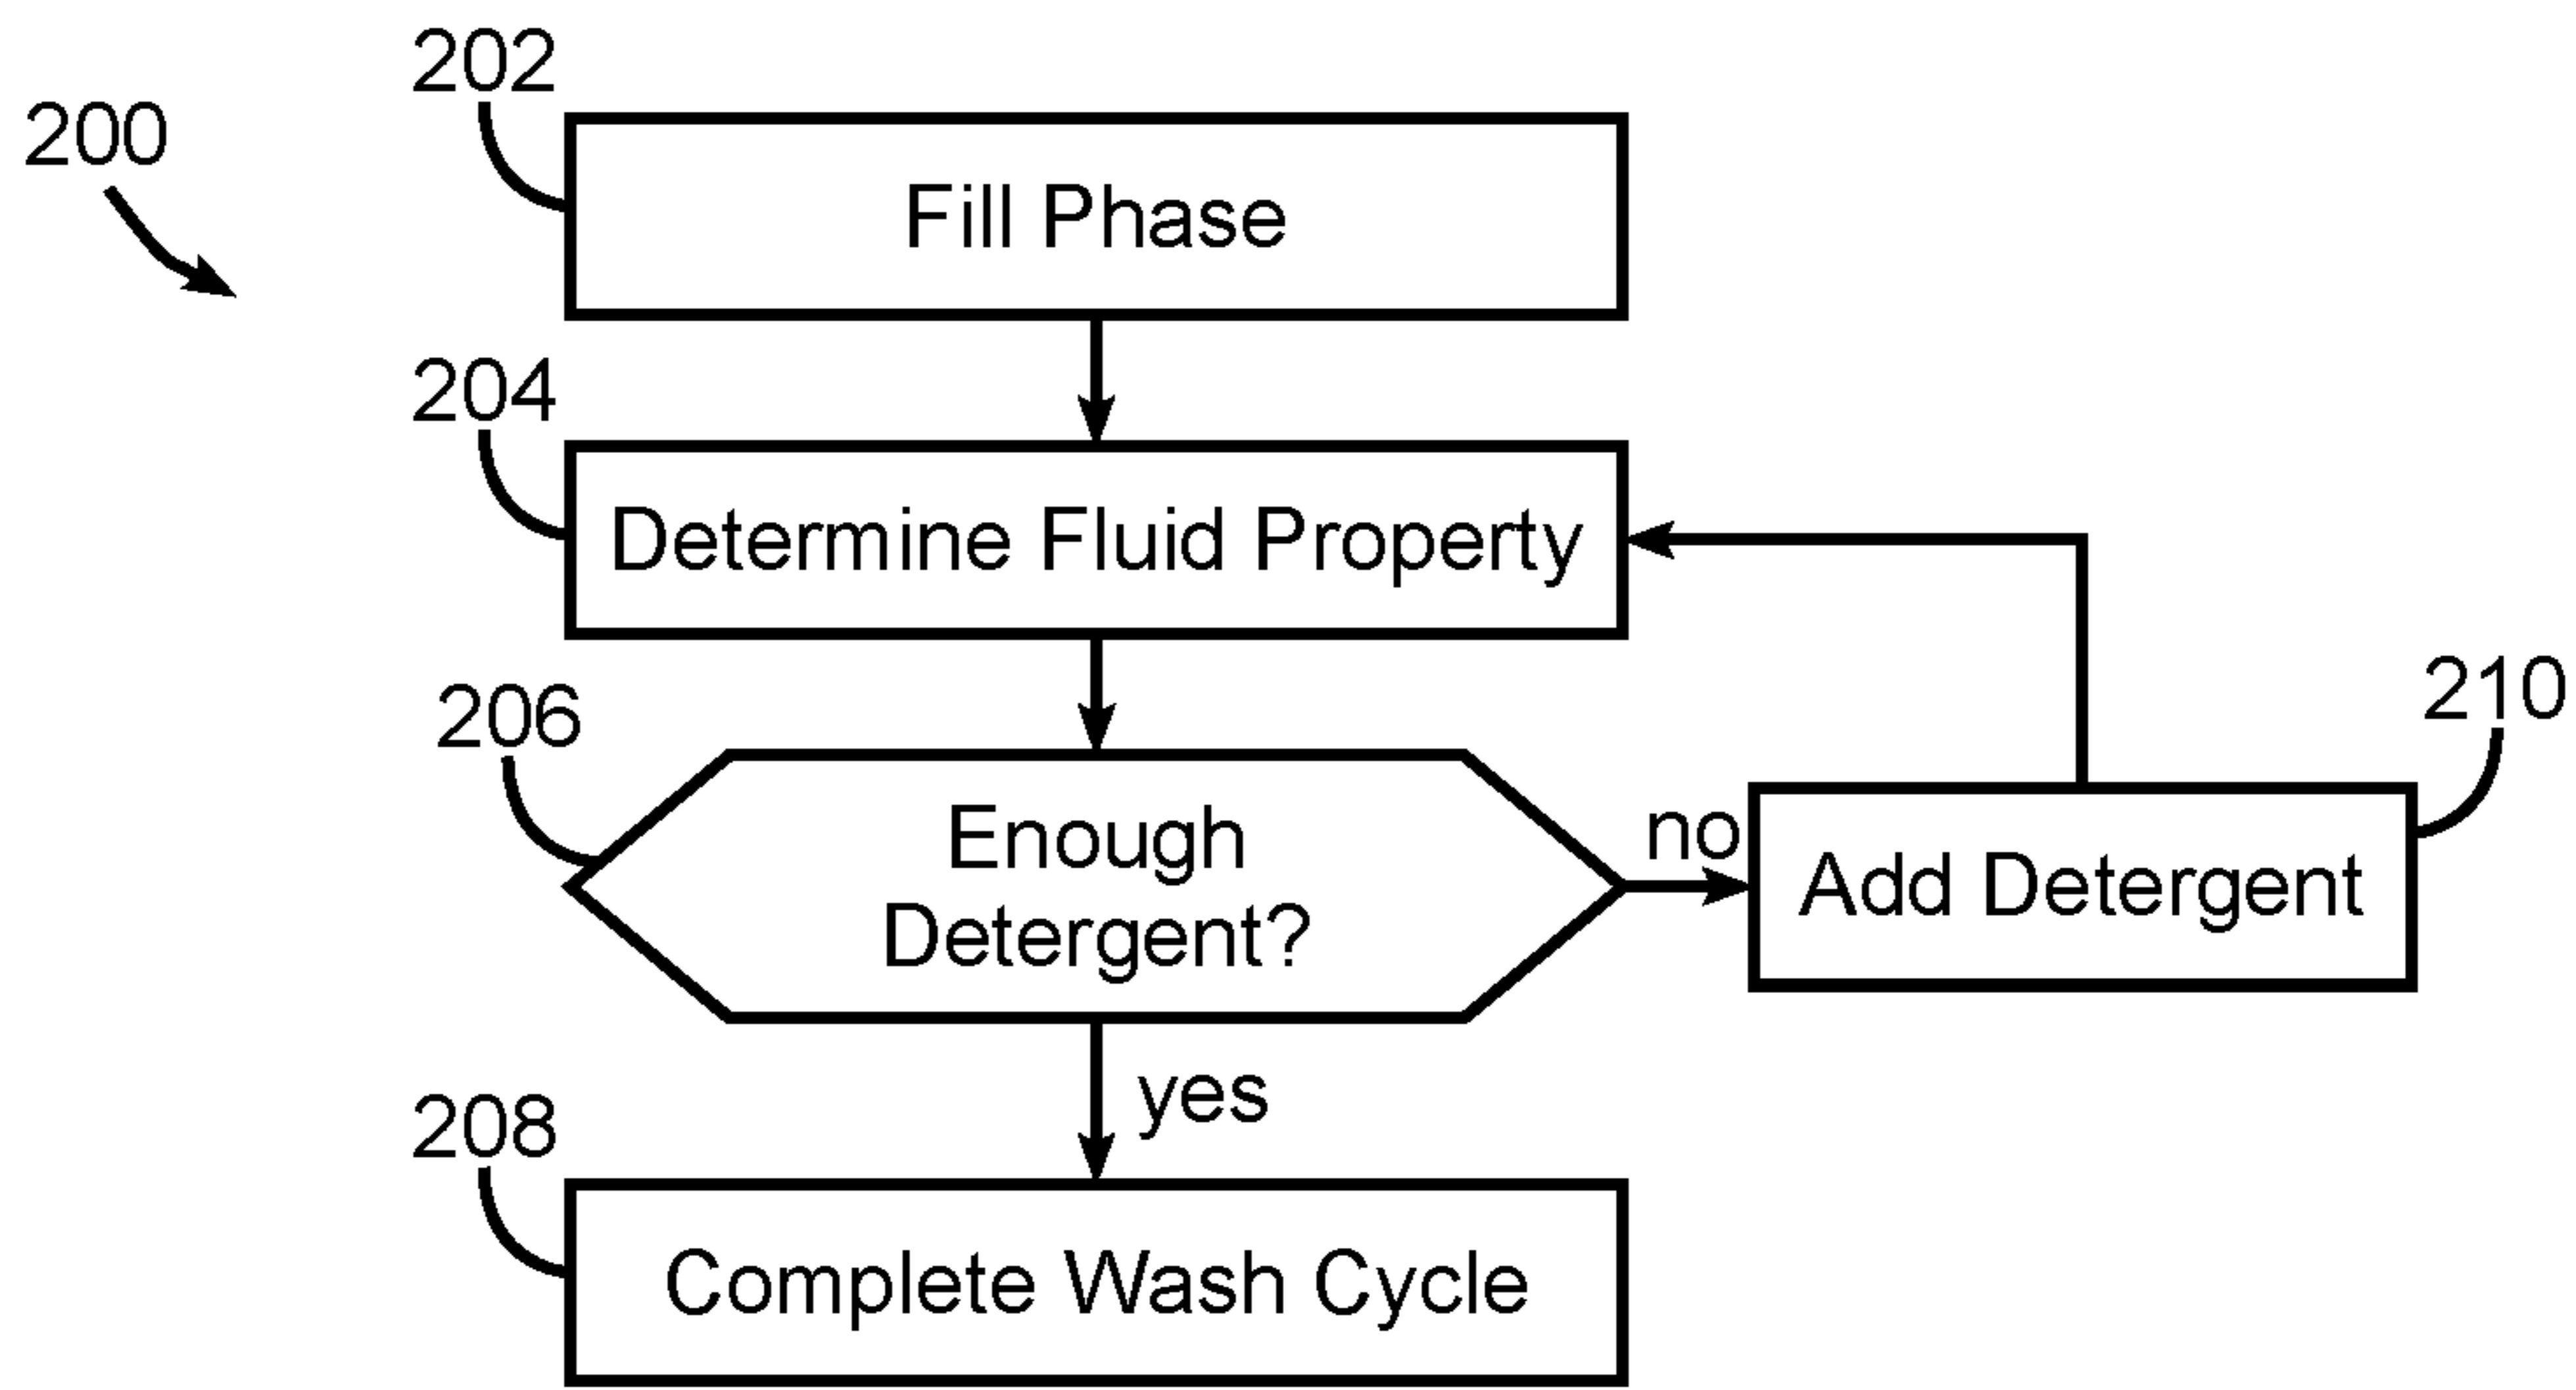 200
202
Fill Phase
204
Determine Fluid Property
206
Enough
Detergent?
no
210
Add Detergent
yes
208
Complete Wash Cycle